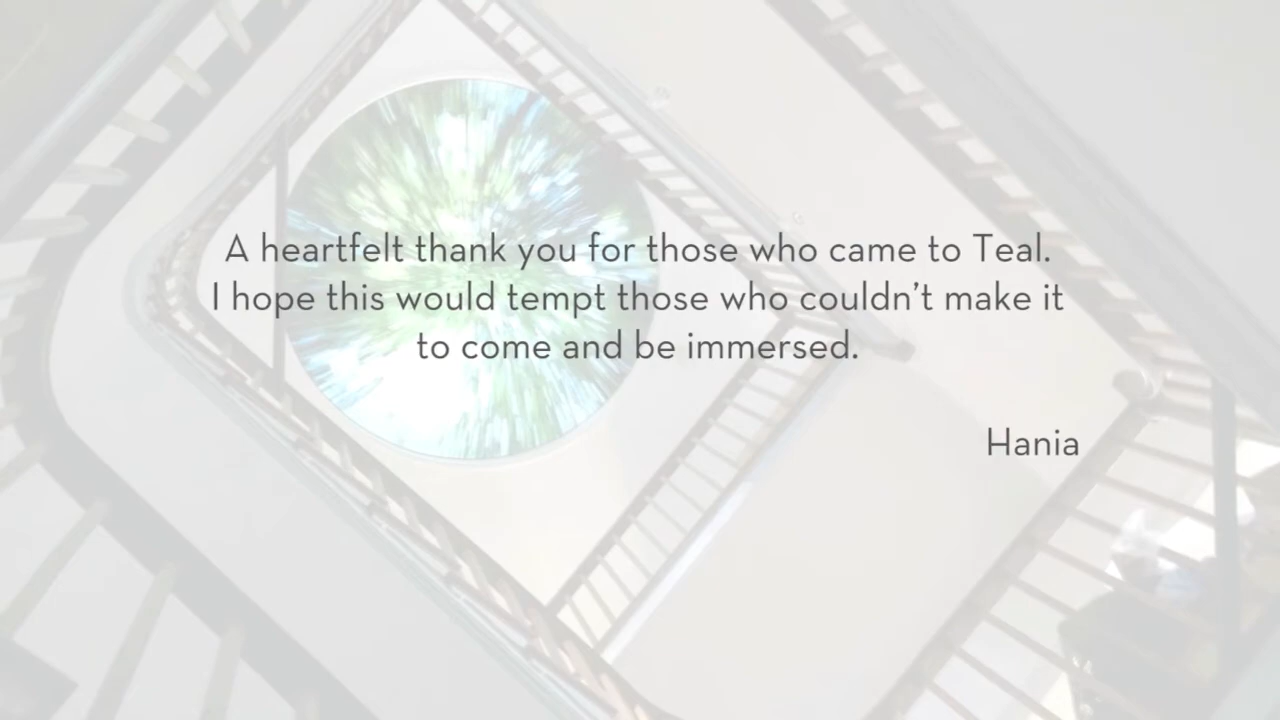 A heartfelt thank you for those who came to Teal.
I hope this would tempt those who couldn’t make it
to come and be immersed.
Hania